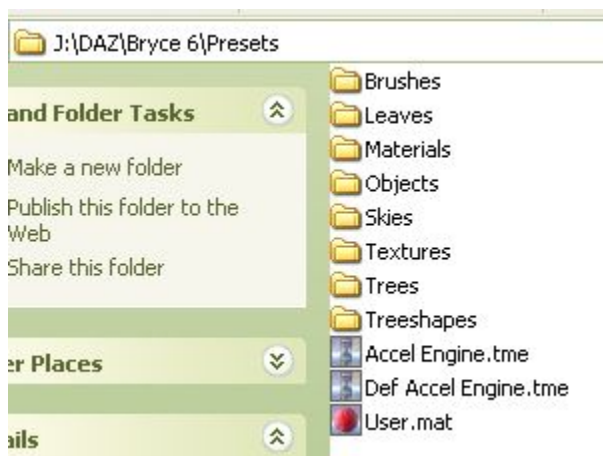 J:\DAZ\Bryce 6\Presets
and Folder Tasks
Make a new folder
Publish this folder to the
Web
Share this folder
er Places
ails
Brushes
Leaves
Materials
Objects
Skies
Textures
Trees
Treeshapes
Accel Engine.tme
Def Accel Engine.tme
User.mat